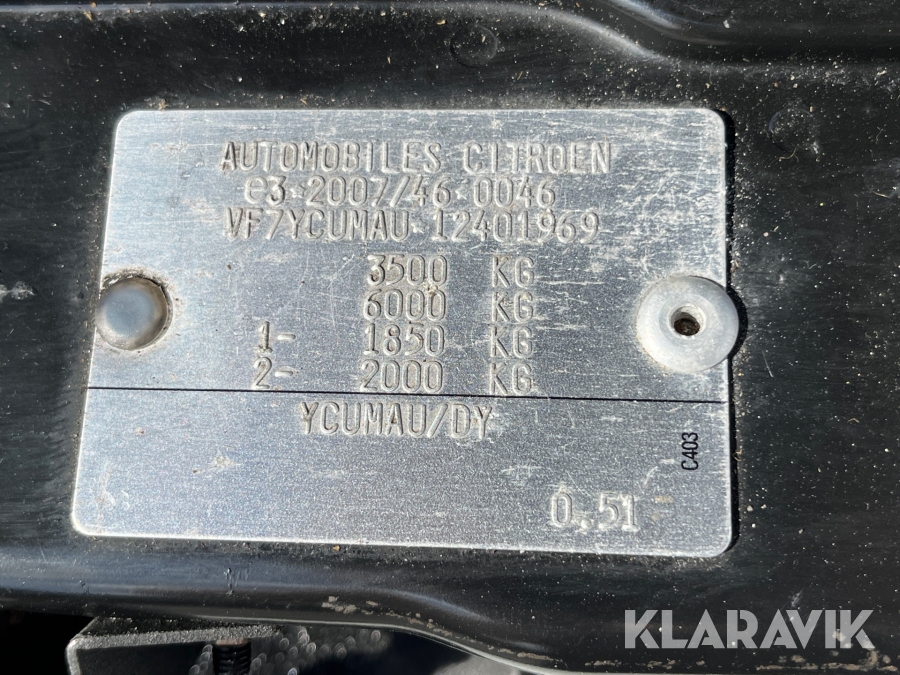 AUTOMOBILES CITROEN
e3*2007/46*0046
VF7YCUMAU 12401969
3500 KG
6000 KG
1- 1850 KG
2- 2000 KG
YCUMAU/DY
C403
0,51
KLARAVIK